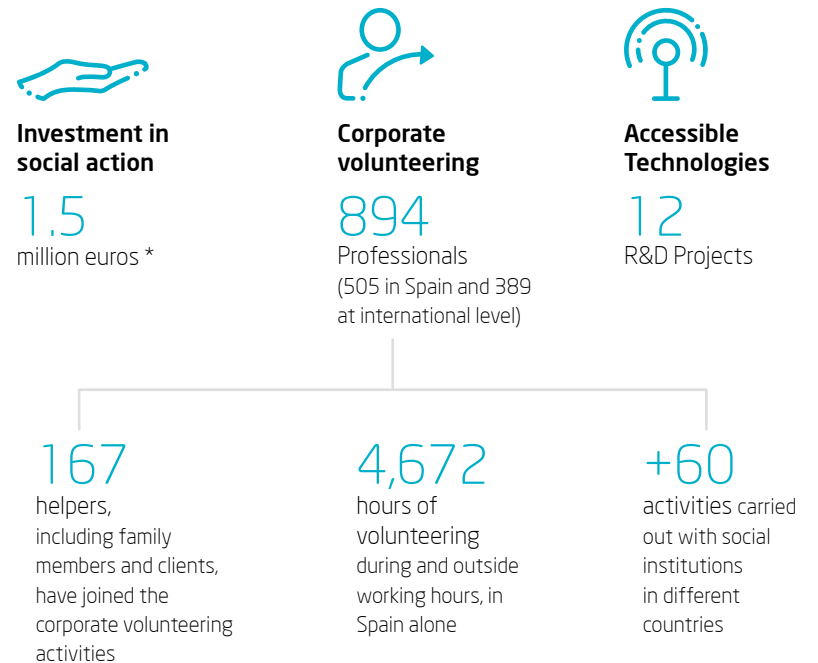 Investment in
social action
1.5
million euros *
Corporate
volunteering
894
Professionals
(505 in Spain and 389
at international level)
Accessible
Technologies
12
R&D Projects
167
helpers,
including family
members and clients,
have joined the
corporate volunteering
activities
4,672
hours of
volunteering
during and outside
working hours, in
Spain alone
+60
activities carried
out with social
institutions
in different
countries